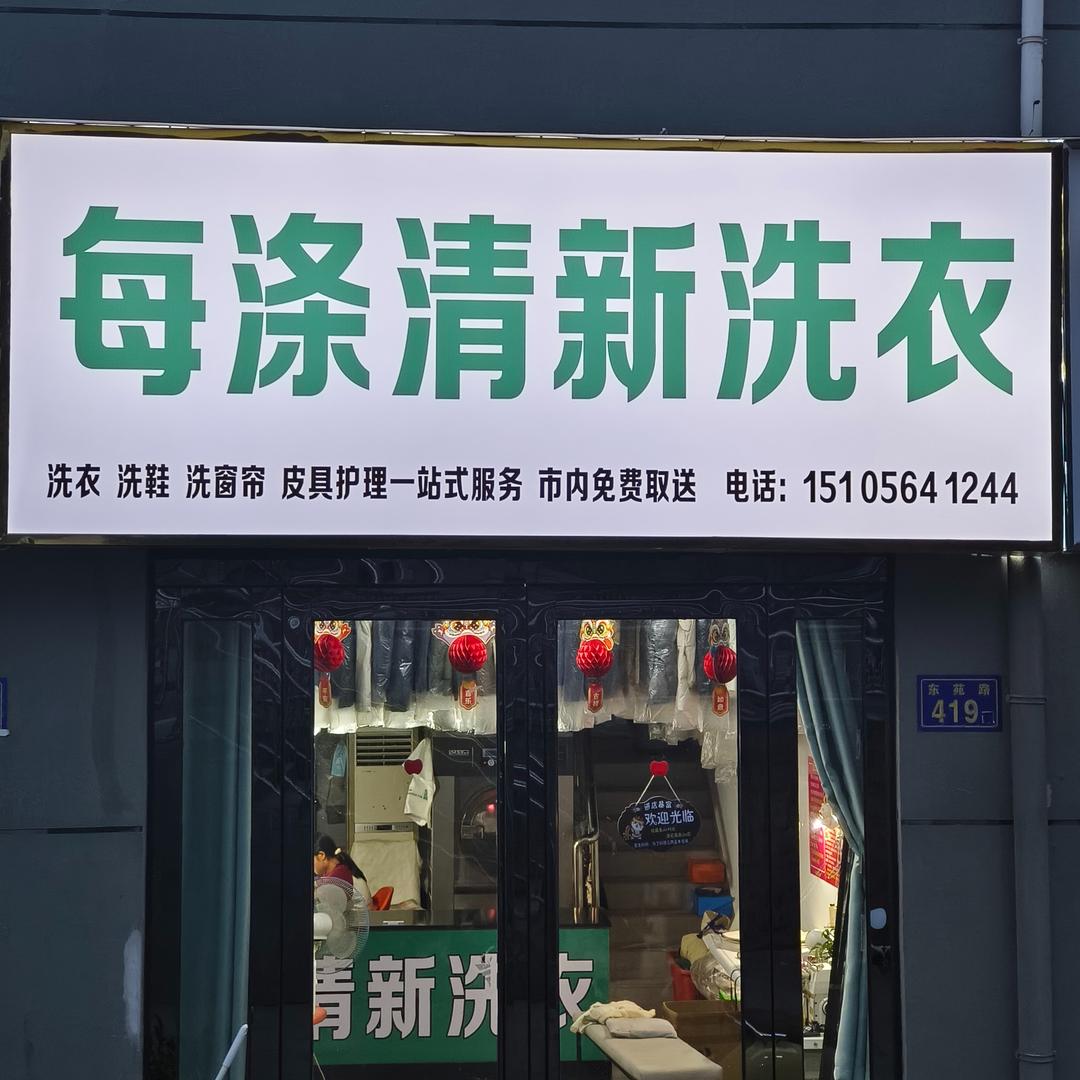 每涤清新洗衣
洗衣 洗鞋 洗窗帘 皮具护理一站式服务 市内免费取送 电话：15105641244
东苑路
419
欢迎光临
清新洗衣